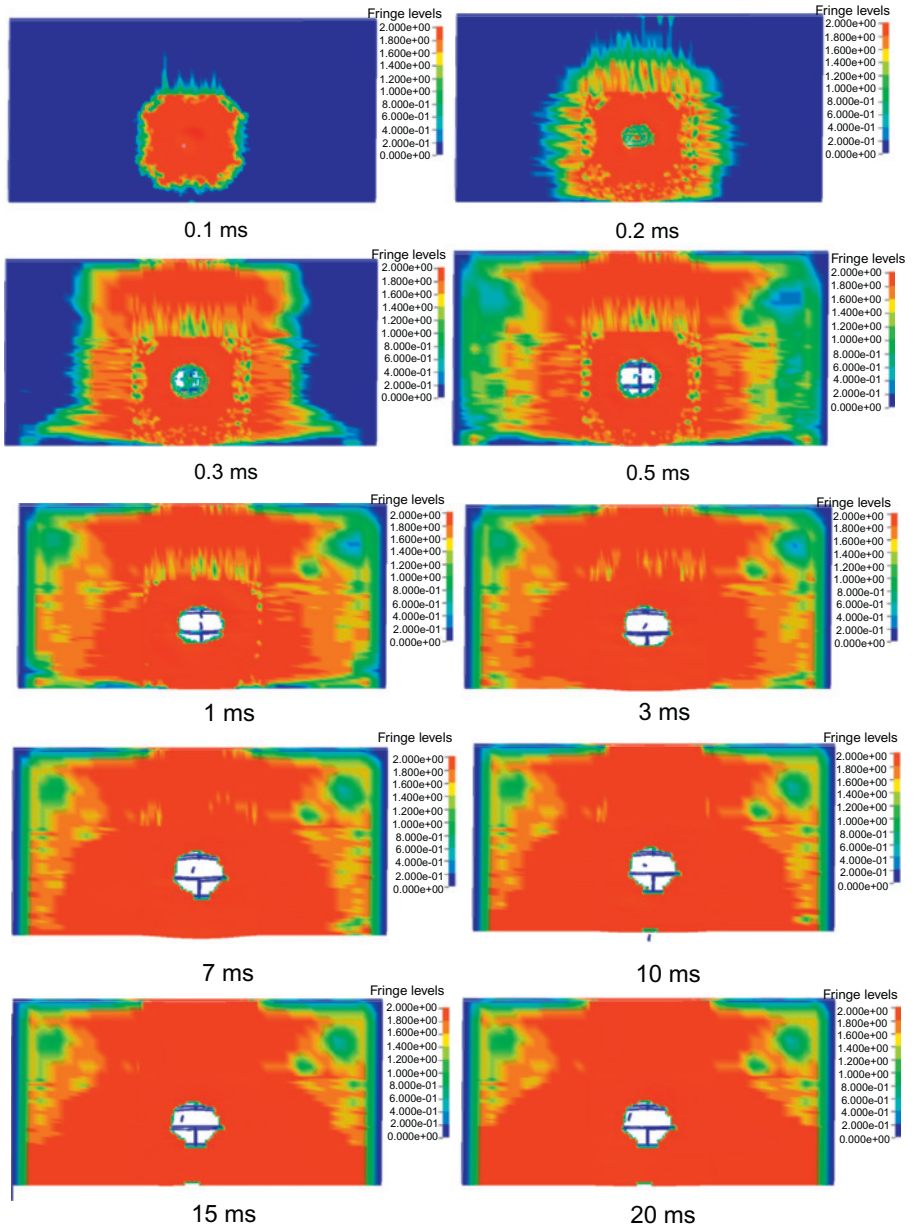 Fringe levels
2.000e+00
1.800e+00
1.600e+00
1.400e+00
1.200e+00
1.000e+00
8.000e-01
6.000e-01
4.000e-01
2.000e-01
0.000e+00
0.1 ms
Fringe levels
2.000e+00
1.800e+00
1.600e+00
1.400e+00
1.200e+00
1.000e+00
8.000e-01
6.000e-01
4.000e-01
2.000e-01
0.000e+00
0.2 ms
Fringe levels
2.000e+00
1.800e+00
1.600e+00
1.400e+00
1.200e+00
1.000e+00
8.000e-01
6.000e-01
4.000e-01
2.000e-01
0.000e+00
0.3 ms
Fringe levels
2.000e+00
1.800e+00
1.600e+00
1.400e+00
1.200e+00
1.000e+00
8.000e-01
6.000e-01
4.000e-01
2.000e-01
0.000e+00
0.5 ms
Fringe levels
2.000e+00
1.800e+00
1.600e+00
1.400e+00
1.200e+00
1.000e+00
8.000e-01
6.000e-01
4.000e-01
2.000e-01
0.000e+00
1 ms
Fringe levels
2.000e+00
1.800e+00
1.600e+00
1.400e+00
1.200e+00
1.000e+00
8.000e-01
6.000e-01
4.000e-01
2.000e-01
0.000e+00
3 ms
Fringe levels
2.000e+00
1.800e+00
1.600e+00
1.400e+00
1.200e+00
1.000e+00
8.000e-01
6.000e-01
4.000e-01
2.000e-01
0.000e+00
7 ms
Fringe levels
2.000e+00
1.800e+00
1.600e+00
1.400e+00
1.200e+00
1.000e+00
8.000e-01
6.000e-01
4.000e-01
2.000e-01
0.000e+00
10 ms
Fringe levels
2.000e+00
1.800e+00
1.600e+00
1.400e+00
1.200e+00
1.000e+00
8.000e-01
6.000e-01
4.000e-01
2.000e-01
0.000e+00
15 ms
Fringe levels
2.000e+00
1.800e+00
1.600e+00
1.400e+00
1.200e+00
1.000e+00
8.000e-01
6.000e-01
4.000e-01
2.000e-01
0.000e+00
20 ms